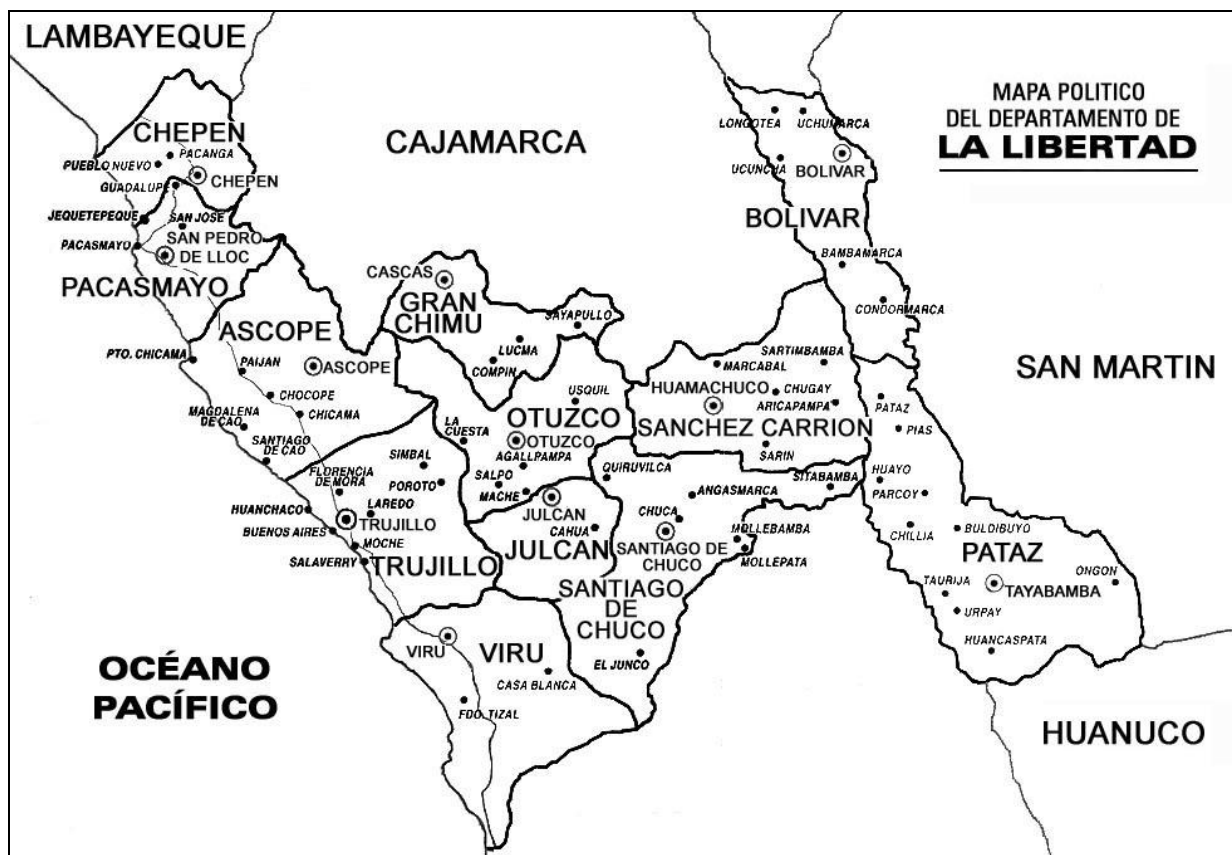 LAMBAYEQUE
MAPA POLITICO
DEL DEPARTAMENTO DE
LA LIBERTAD
CAJAMARCA
CHEPEN
PACANGA
PUEBLO NUEVO
CHEPEN
GUADALUPE
JEQUETEPEQUE
SAN JOSE
PACASMAYO
SAN PEDRO
DE LLOC
PACASMAYO
LONGOTEA
UCHUMARCA
UCUNCHA
BOLIVAR
BOLIVAR
BAMBAMARCA
CONDORMARCA
CASCAS
GRAN
CHIMU
SAYAPULLO
LUCMA
COMPIN
ASCOPE
PTO. CHICAMA
PAIJAN
ASCOPE
CHOCOPE
CHICAMA
MAGDALENA
DE CAO
SANTIAGO
DE CAO
USQUIL
OTUZCO
LA
CUESTA
OTUZCO
AGALLPAMPA
SALPO
MACHE
MARCABAL
SARTIMBAMBA
HUAMACHUCO
CHUGAY
ARICAPAMPA
SANCHEZ CARRION
SARIN
SAN MARTIN
PATAZ
PIAS
HUAYO
PARCOY
CHILLIA
BULDIBUYO
PATAZ
ONGON
TAURIJA
TAYABAMBA
URPAY
HUANCASPATA
SIMBAL
FLORENCIA
DE MORA
POROTO
HUANCHACO
LAREDO
TRUJILLO
BUENOS AIRES
MOCHE
SALAVERRY
TRUJILLO
JULCAN
CAHUA
JULCAN
QUIRUVILCA
ANGASMARCA
SITABAMBA
CHUCA
MOLLEBAMBA
SANTIAGO DE
CHUCO
MOLLEPATA
SANTIAGO
DE
CHUCO
EL JUNCO
VIRU
VIRU
CASA BLANCA
FDO. TIZAL
OCÉANO
PACÍFICO
HUANUCO